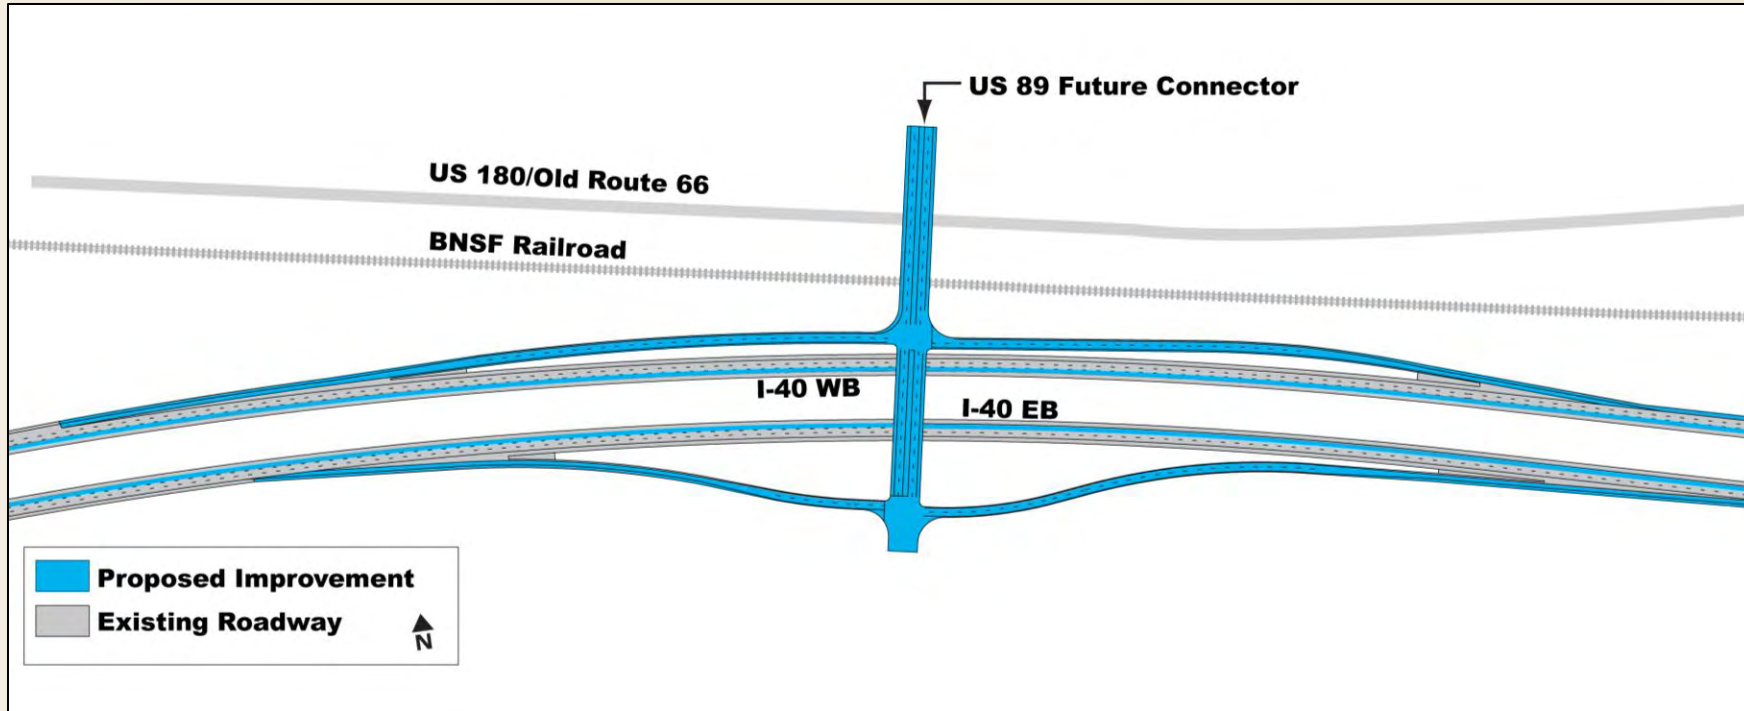 US 89 Future Connector
US 180/Old Route 66
BNSF Railroad
I-40 WB
I-40 EB
Proposed Improvement
Existing Roadway
N